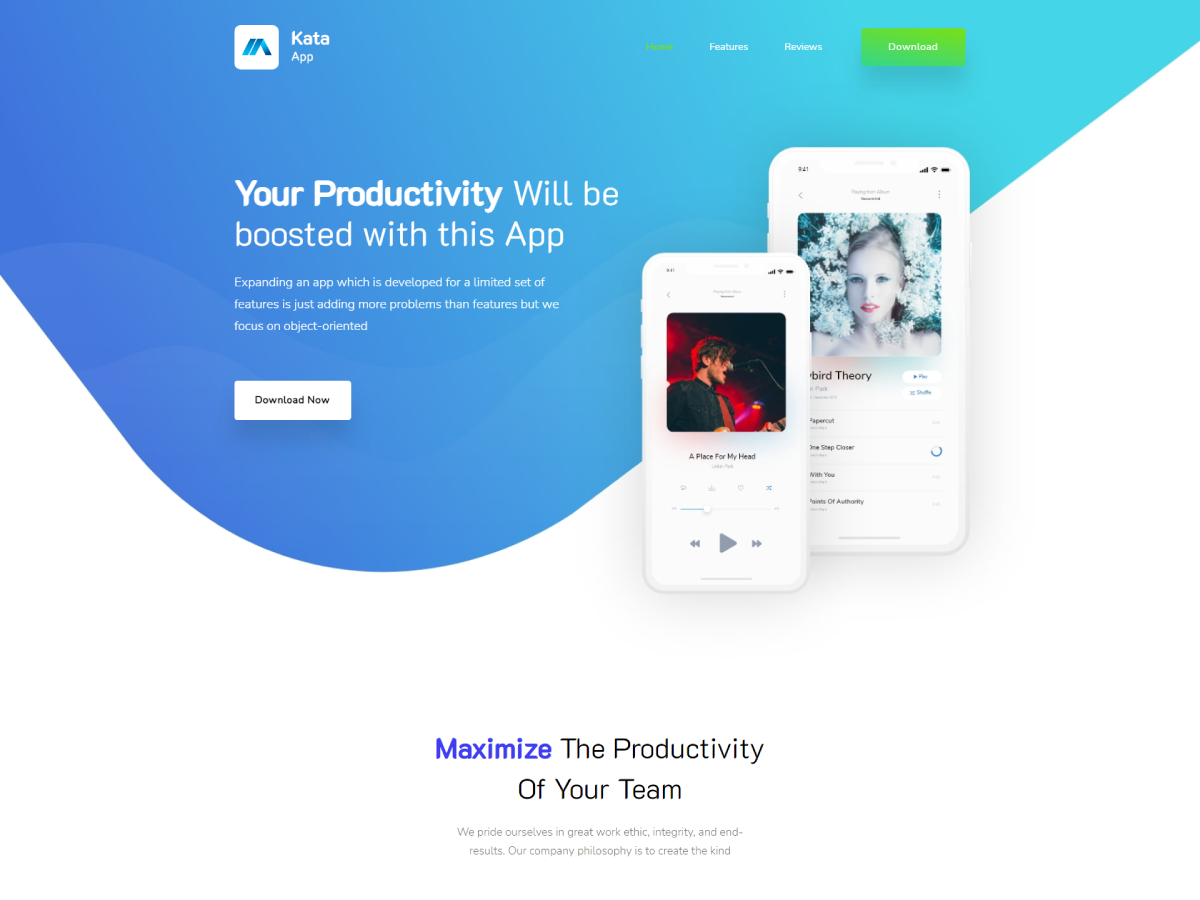 Kata
App
Home
Features
Reviews
Download
Your Productivity Will be
boosted with this App
Expanding an app which is developed for a limited set of
features is just adding more problems than features but we
focus on object-oriented
Download Now
9:41
Playing from Album
9:41
Playing from Album
A Place For My Head
Linkin Park
ybird Theory
Park
Play
Shuffle
Papercut
One Step Closer
With You
Points Of Authority
Maximize The Productivity
Of Your Team
We pride ourselves in great work ethic, integrity, and end-
results. Our company philosophy is to create the kind